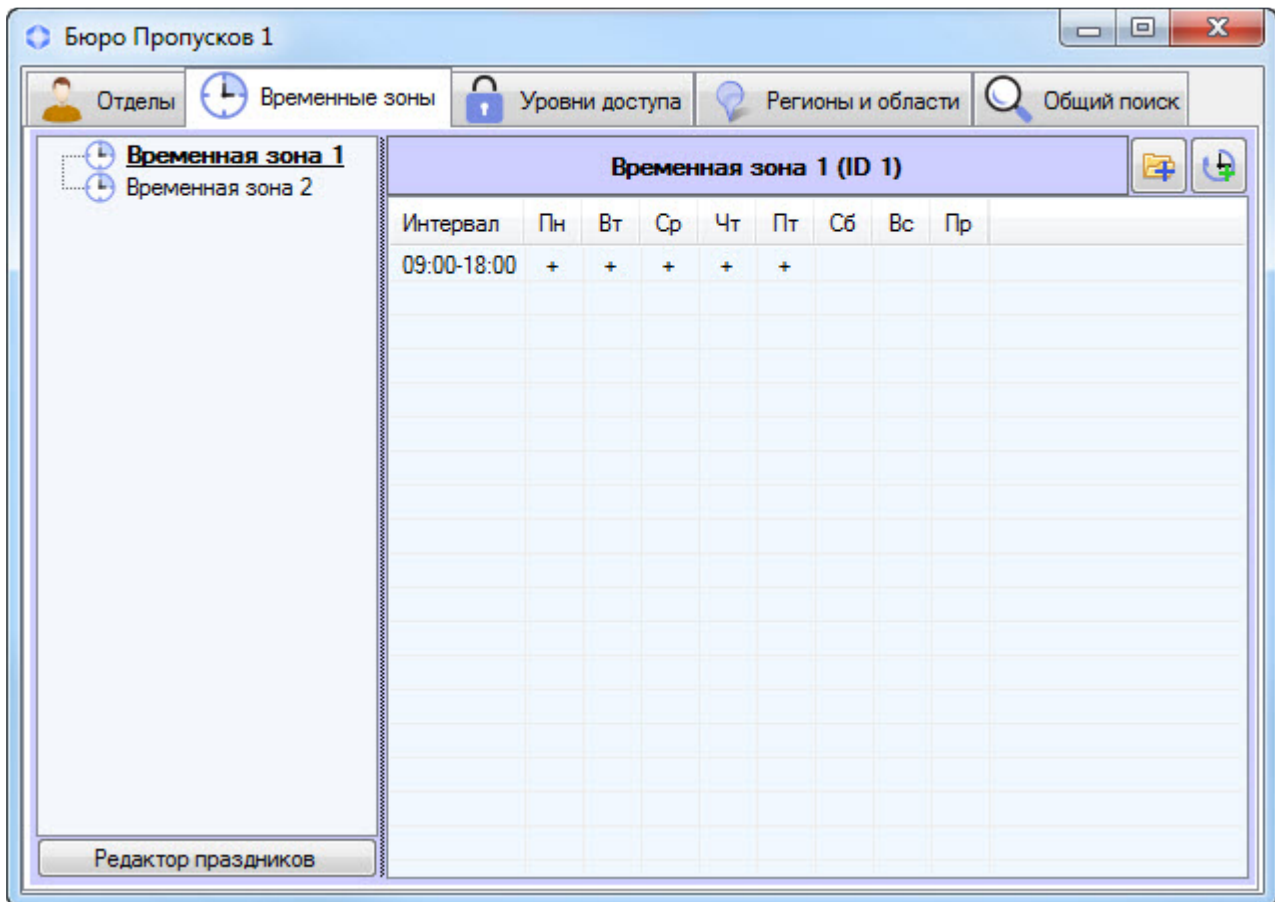 Бюро Пропусков 1
Отделы Временные зоны Уровни доступа Регионы и области Общий поиск
Временная зона 1
Временная зона 2
Временная зона 1 (ID 1)
Интервал Пн Вт Ср Чт Пт Сб Вс Пр
09:00-18:00 + + + + +
Редактор праздников